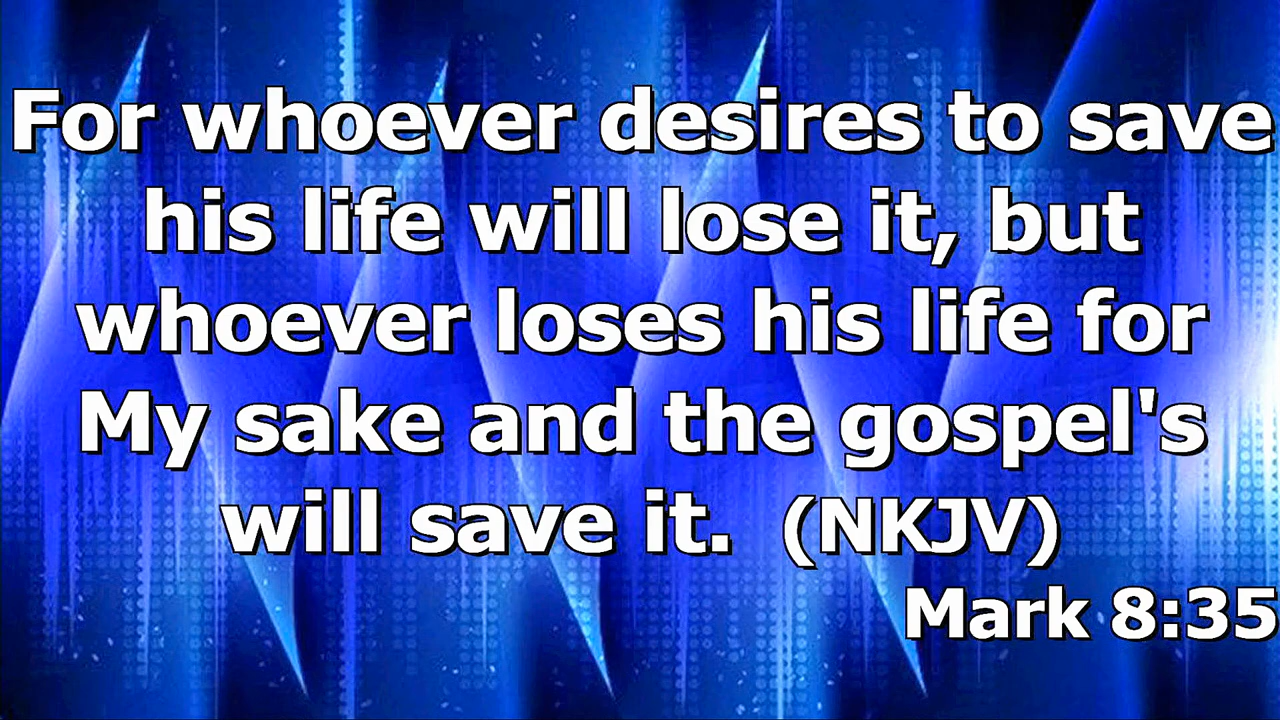 For whoever desires to save
his life will lose it, but
whoever loses his life for
My sake and the gospel's
will save it.  (NKJV)
Mark 8:35